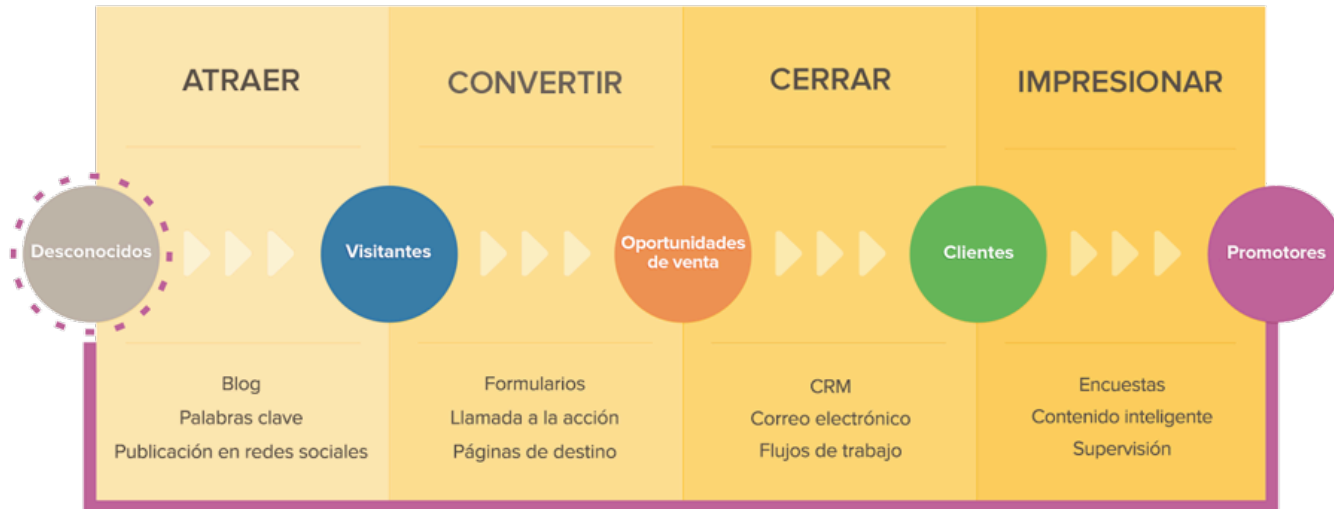 ATRAER
CONVERTIR
CERRAR
IMPRESIONAR
Desconocidos
Visitantes
Oportunidades
de venta
Clientes
Promotores
Blog
Palabras clave
Publicación en redes sociales
Formularios
Llamada a la acción
Páginas de destino
CRM
Correo electrónico
Flujos de trabajo
Encuestas
Contenido inteligente
Supervisión